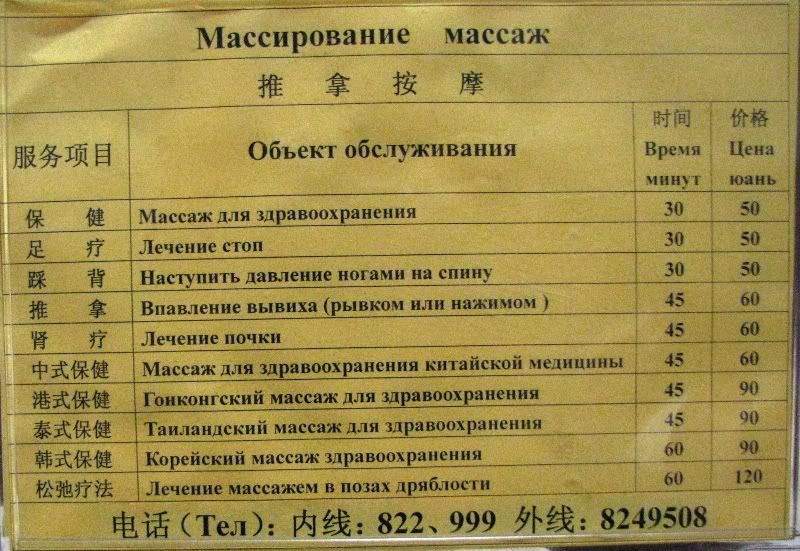 Массирование массаж
推拿按摩
服务项目 Объект обслуживания 时间 Время минут 价格 Цена юань
保健 Массаж для здравоохранения 30 50
足疗 Лечение стоп 30 50
踩背 Наступить давление ногами на спину 30 50
推拿 Впавление вывиха (рывком или нажимом ) 45 60
肾疗 Лечение почки 45 60
中式保健 Массаж для здравоохранения китайской медицины 45 60
港式保健 Гонконгский массаж для здравоохранения 45 90
泰式保健 Таиландский массаж для здравоохранения 45 90
韩式保健 Корейский массаж здравоохранения 60 90
松弛疗法 Лечение массажем в позах дряблости 60 120
电话(Тел): 内线: 822、999 外线: 8249508